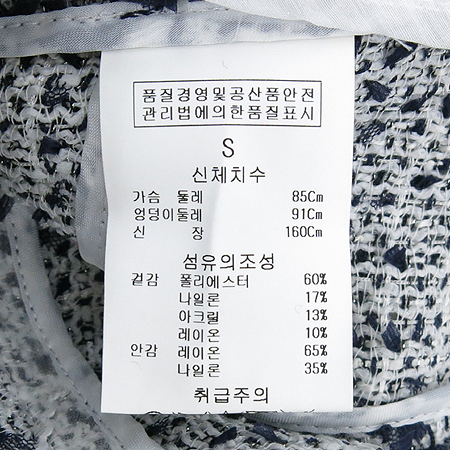 품질경영및공산품안전
관리법에의한품질표시
S
신체치수
가슴 둘레 85Cm
엉덩이둘레 91Cm
신 장 160Cm
섬유의조성
겉감 폴리에스터 60%
나일론 17%
아크릴 13%
레이온 10%
안감 레이온 65%
나일론 35%
취급주의